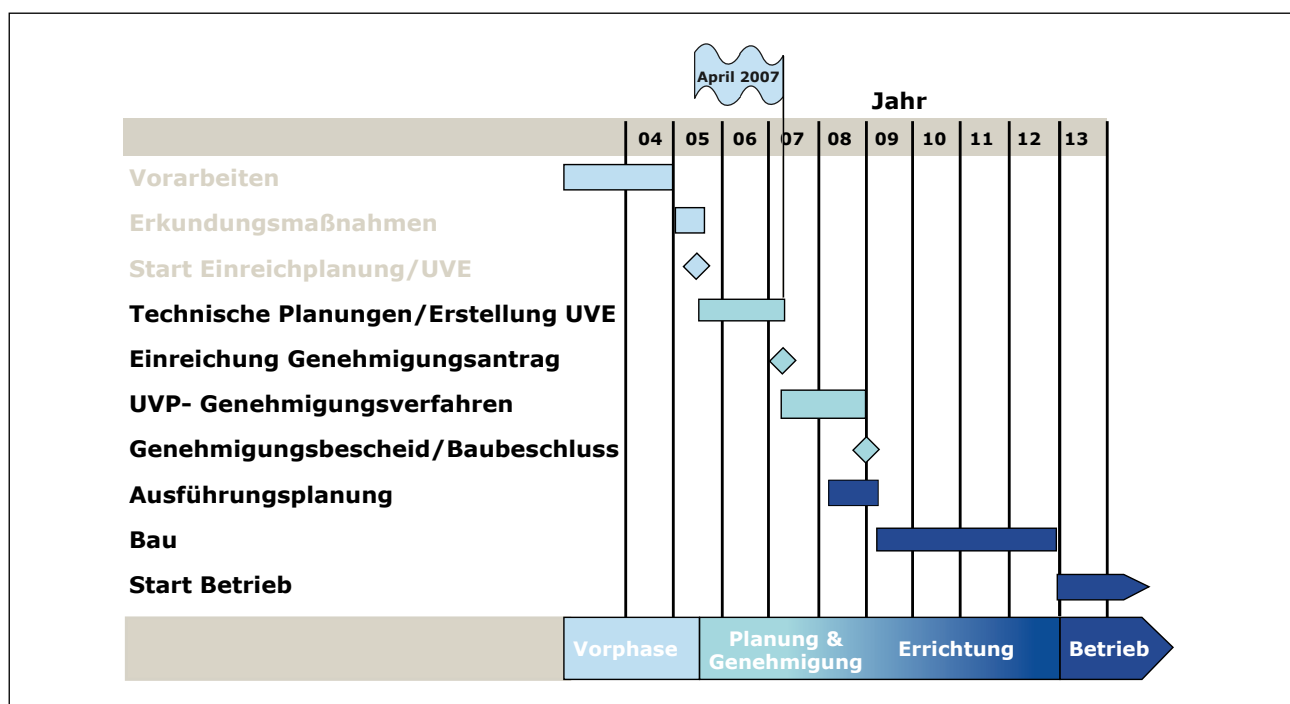 April 2007
Jahr
04 05 06 07 08 09 10 11 12 13
Vorarbeiten
Erkundungsmaßnahmen
Start Einreichplanung/UVE
Technische Planungen/Erstellung UVE
Einreichung Genehmigungsantrag
UVP- Genehmigungsverfahren
Genehmigungsbescheid/Baubeschluss
Ausführungsplanung
Bau
Start Betrieb
Vorphase
Planung &
Genehmigung
Errichtung
Betrieb